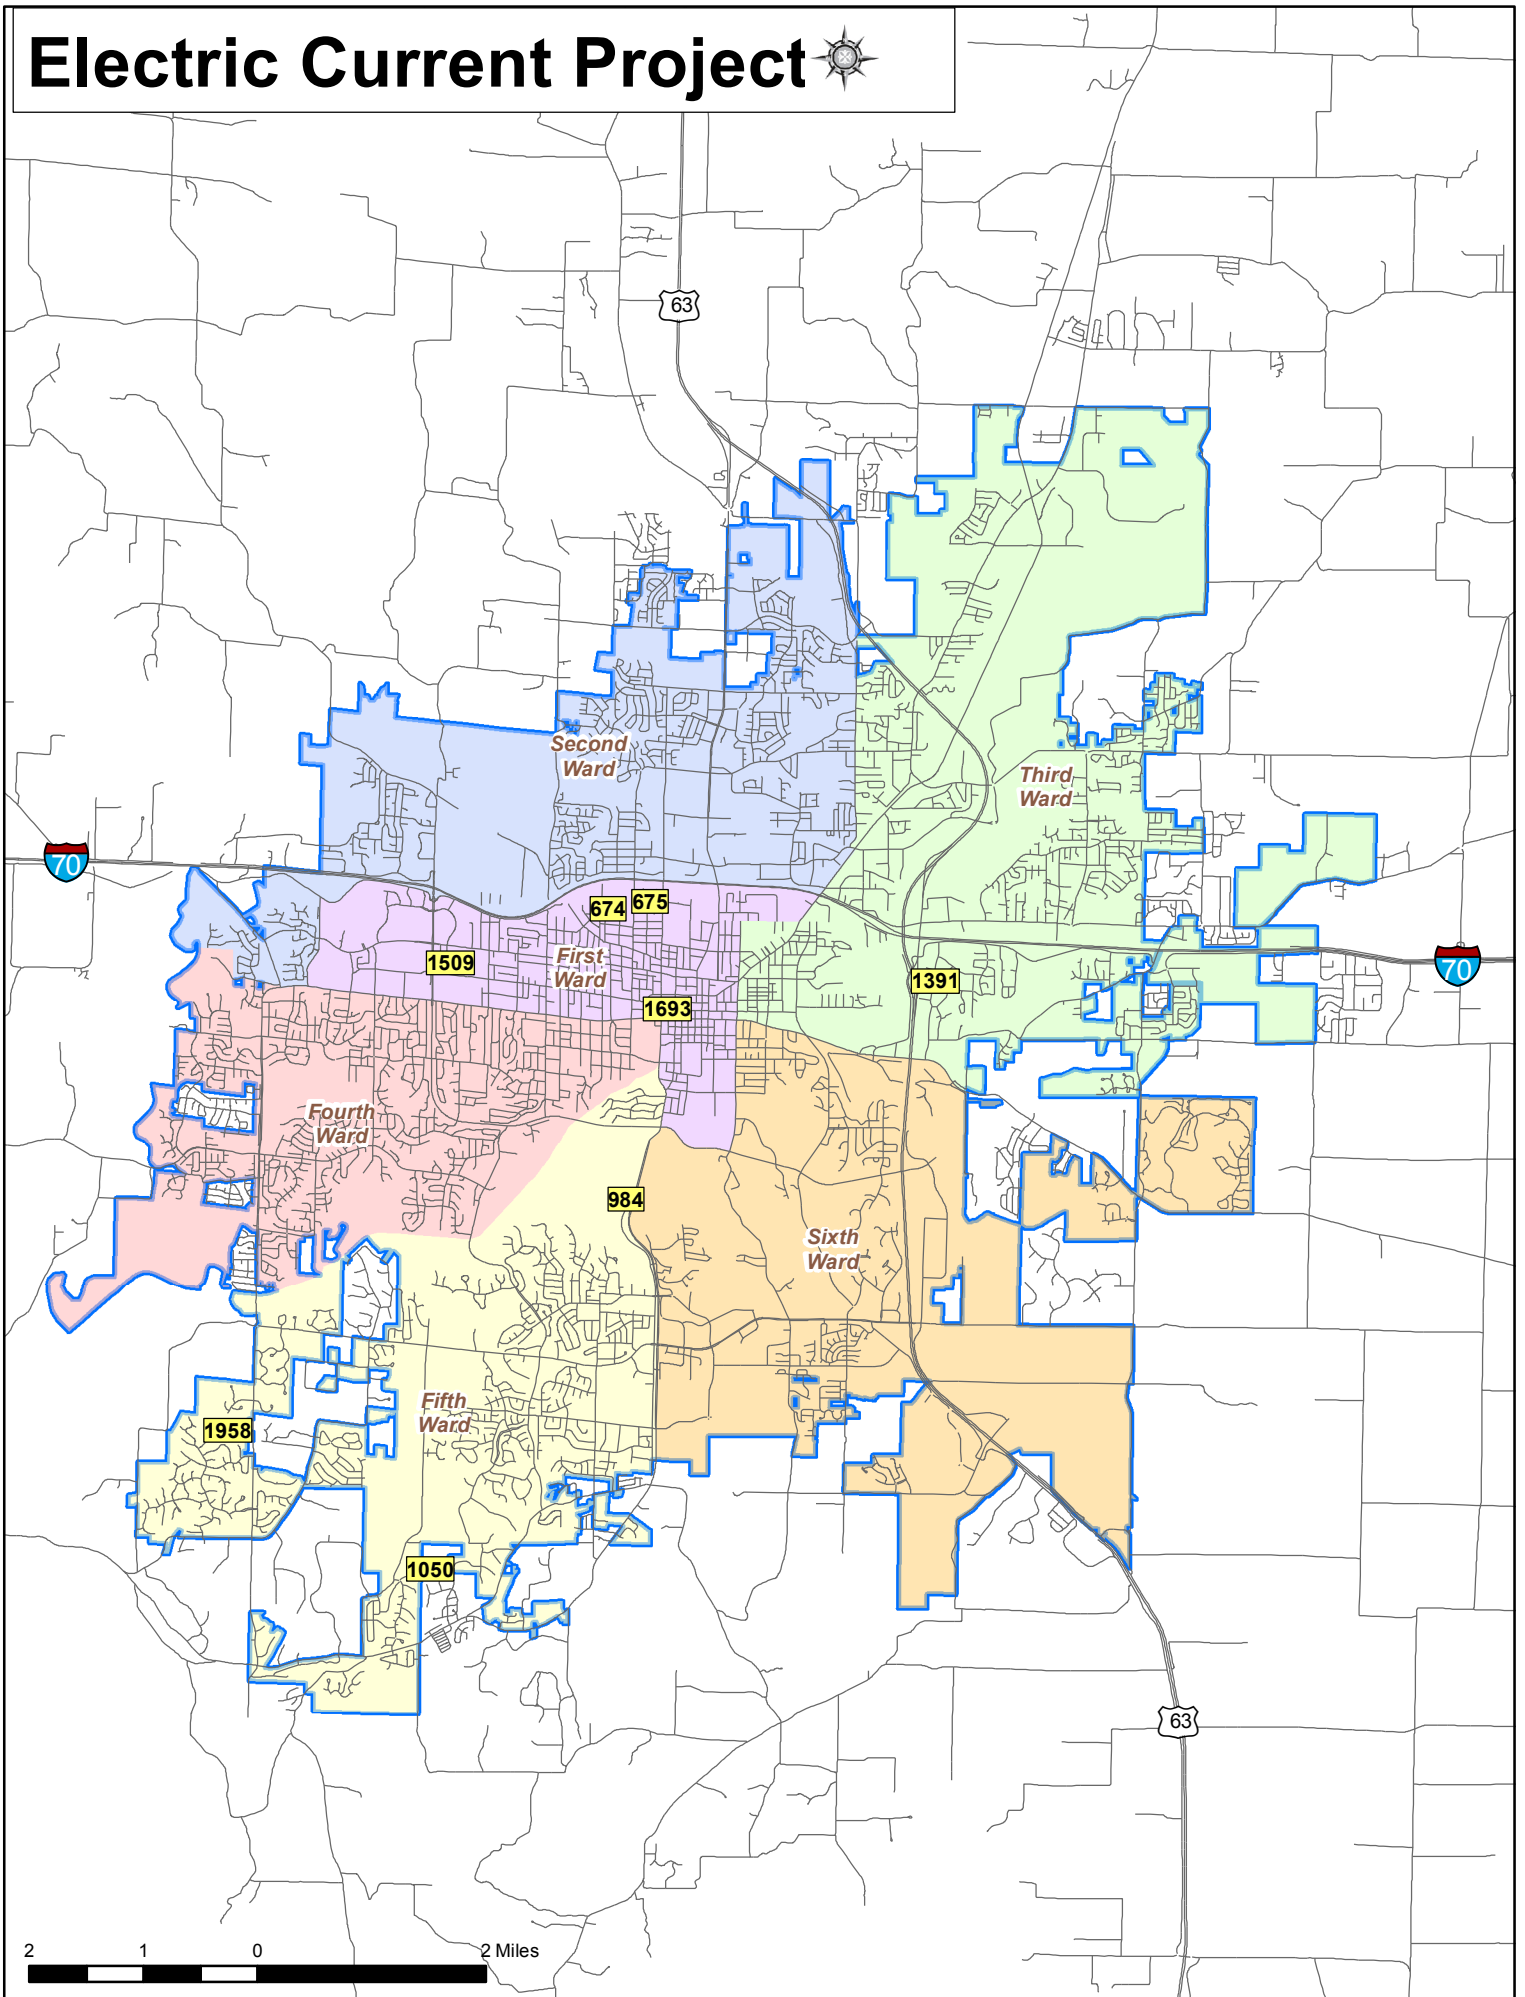 Electric Current Project
63
Second
Ward
Third
Ward
70
674
675
1509
First
Ward
70
1391
1693
Fourth
Ward
984
Sixth
Ward
Fifth
Ward
1958
1050
63
2 1 0 2 Miles